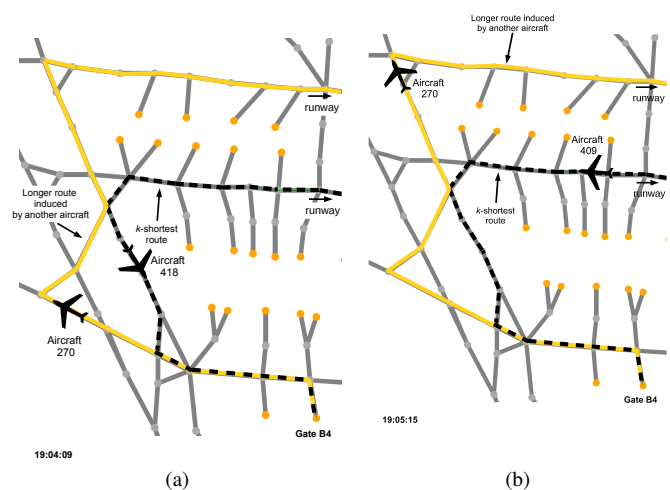 runway
Longer route
induced
by another aircraft
k-shortest
route
runway
Aircraft
418
Aircraft
270
Gate B4
19:04:09
(a)
Longer route induced
by another aircraft
Aircraft
270
runway
Aircraft
409
k-shortest
route
runway
Gate B4
19:05:15
(b)